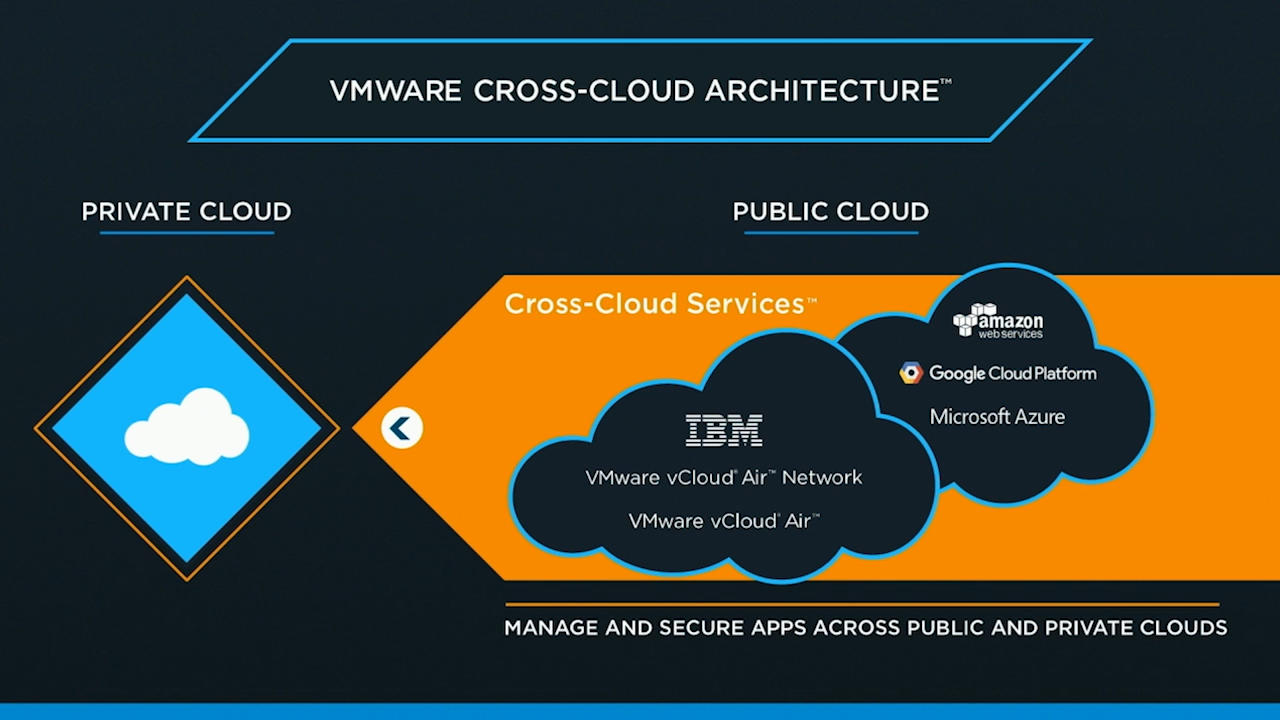 VMWARE CROSS-CLOUD ARCHITECTURE™
PRIVATE CLOUD
PUBLIC CLOUD
Cross-Cloud Services™
amazon
web services
Google Cloud Platform
Microsoft Azure
IBM
VMware vCloud® Air™ Network
VMware vCloud® Air™
MANAGE AND SECURE APPS ACROSS PUBLIC AND PRIVATE CLOUDS